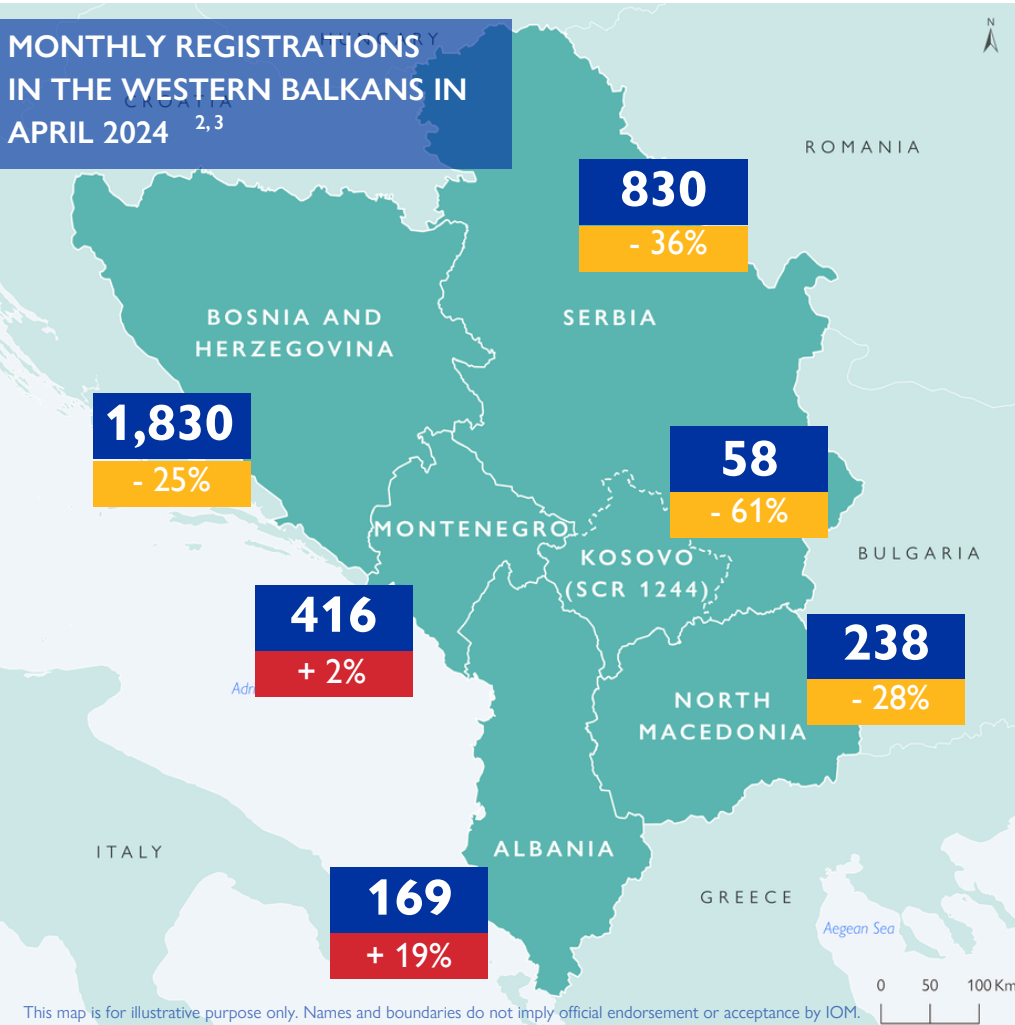 HUNGARY
MONTHLY REGISTRATIONS
IN THE WESTERN BALKANS IN
CROATIA
APRIL 2024 2, 3
N
ROMANIA
830
- 36%
BOSNIA AND
HERZEGOVINA
SERBIA
1,830
- 25%
58
- 61%
MONTENEGRO
KOSOVO
(SCR 1244)
BULGARIA
416
+ 2%
238
- 28%
Adri
NORTH
MACEDONIA
ITALY
ALBANIA
169
+ 19%
GREECE
Aegean Sea
0 50 100 Km
This map is for illustrative purpose only. Names and boundaries do not imply official endorsement or acceptance by IOM.